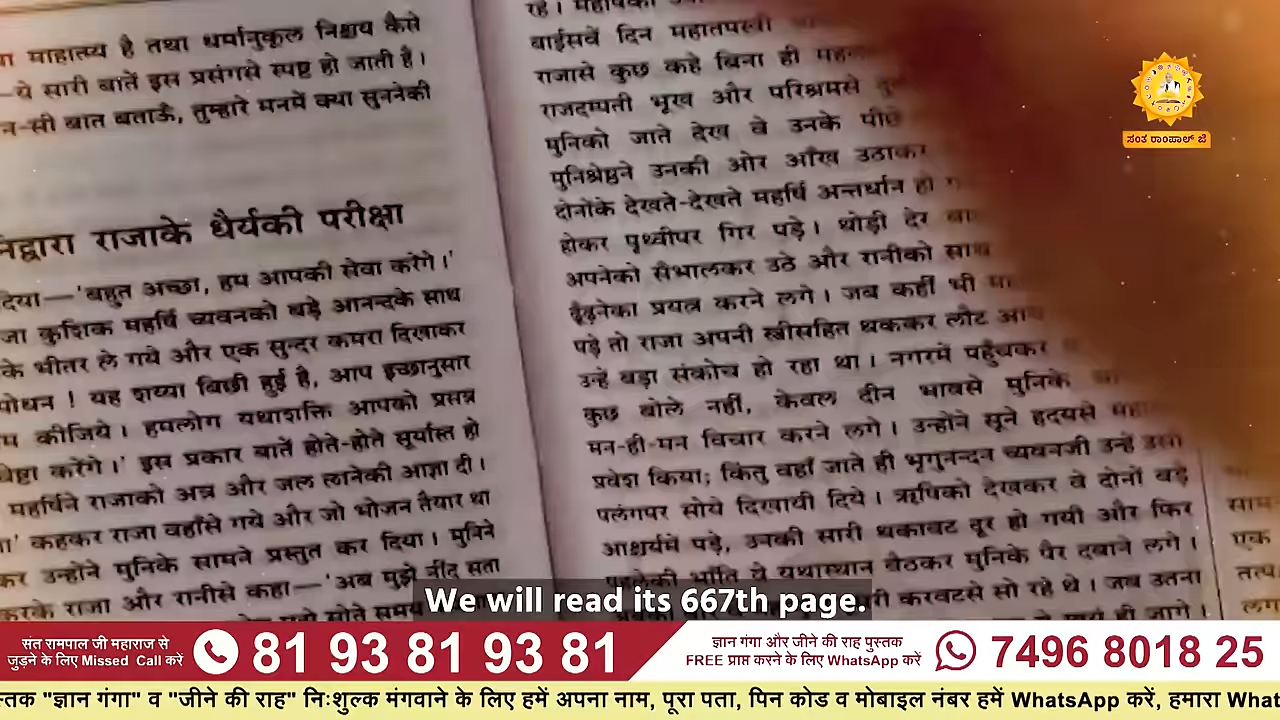 ा माहात्म्य है तथा धर्मानुकूल निश्चय कैसे
—ये सारी बातें इस प्रसंगसे स्पष्ट हो जाती हैं।
न-सी बात बताऊँ, तुम्हारे मनमें क्या सुननेकी
निद्वारा राजाके धैर्यकी परीक्षा
दिया—'बहुत अच्छा, हम आपकी सेवा करेंगे।'
जा कुशिक महर्षि च्यवनको बड़े आनन्दके साथ
के भीतर ले गये और एक सुन्दर कमरा दिखाकर
पोधन ! यह शय्या बिछी हुई है, आप इच्छानुसार
म कीजिये। हमलोग यथाशक्ति आपको प्रसन्न
चेष्टा करेंगे।' इस प्रकार बातें होते-होते सूर्यास्त हो
महर्षिने राजाको अन्न और जल लानेकी आज्ञा दी।
ा' कहकर राजा वहाँसे गये और जो भोजन तैयार था
कर उन्होंने मुनिके सामने प्रस्तुत कर दिया। मुनिने
करके राजा और रानीसे कहा—'अब मुझे नींद सता
सोते समय
रहे।
बाईसवें दिन महातपस्वी
राजासे कुछ कहे बिना ही
राजदम्पती भूख और परिश्रमसे
मुनिको जाते देख वे उनके पीछे
मुनिश्रेष्ठने उनकी ओर आँख उठाकर
दोनोंके देखते-देखते महर्षि अन्तर्धान हो
होकर पृथ्वीपर गिर पड़े। थोड़ी देर
अपनेको सँभालकर उठे और रानीको साथ
ढूँढ़नेका प्रयत्न करने लगे। जब कहीं भी
पड़े तो राजा अपनी स्त्रीसहित थककर लौट
उन्हें बड़ा संकोच हो रहा था। नगरमें पहुँचकर
कुछ बोले नहीं, केवल दीन भावसे मुनिके
मन-ही-मन विचार करने लगे। उन्होंने सूने हृदयसे
प्रवेश किया; किंतु वहाँ जाते ही भृगुनन्दन च्यवनजी उन्हें उसी
पलंगपर सोये दिखायी दिये। ऋषिको देखकर वे दोनों बड़े
आश्चर्यमें पड़े, उनकी सारी थकावट दूर हो गयी और फिर
पहलेकी भाँति ये यथास्थान बैठकर मुनिके पैर दबाने लगे।
करवटसे सो रहे थे। जब उतना
ही जागे।
एक
ಸಂತ ರಾಂಪಾಲ್ ಜಿ
We will read its 667th page.
संत रामपाल जी महाराज से
जुड़ने के लिए Missed Call करें
81 93 81 93 81
ज्ञान गंगा और जीने की राह पुस्तक
FREE प्राप्त करने के लिए WhatsApp करें
7496 8018 25
स्तक "ज्ञान गंगा" व "जीने की राह" निःशुल्क मंगवाने के लिए हमें अपना नाम, पूरा पता, पिन कोड व मोबाइल नंबर हमें WhatsApp करें, हमारा What